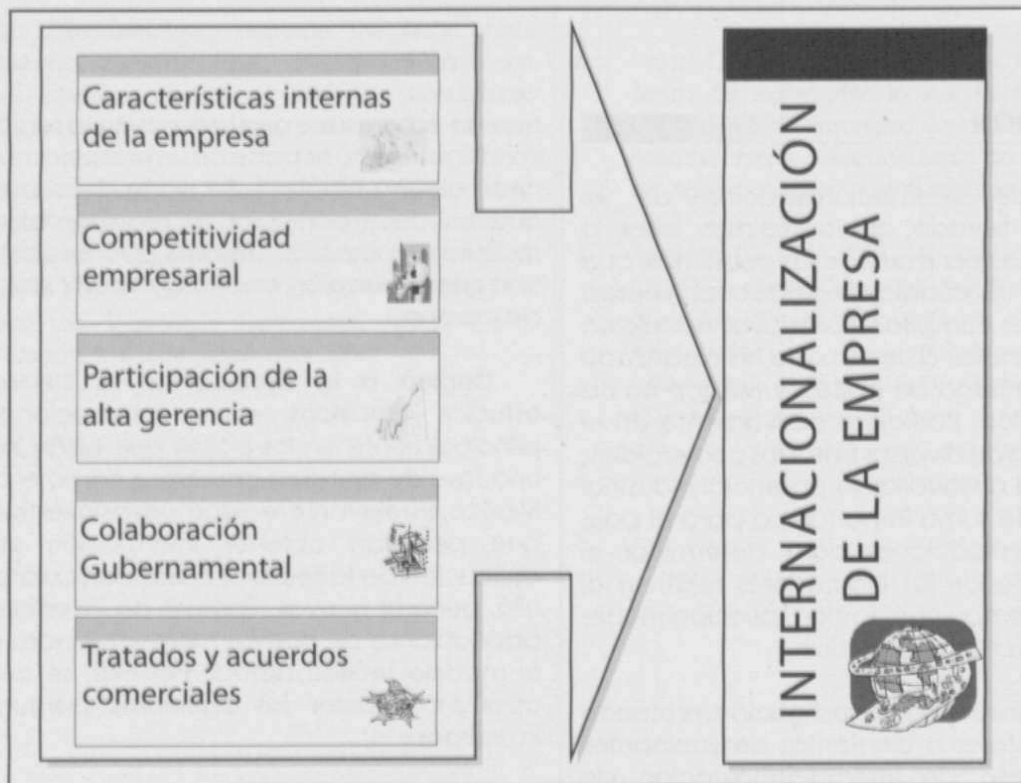 Características internas
de la empresa
Competitividad
empresarial
Participación de la
alta gerencia
Colaboración
Gubernamental
Tratados y acuerdos
comerciales
INTERNACIONALIZACIÓN
DE LA EMPRESA